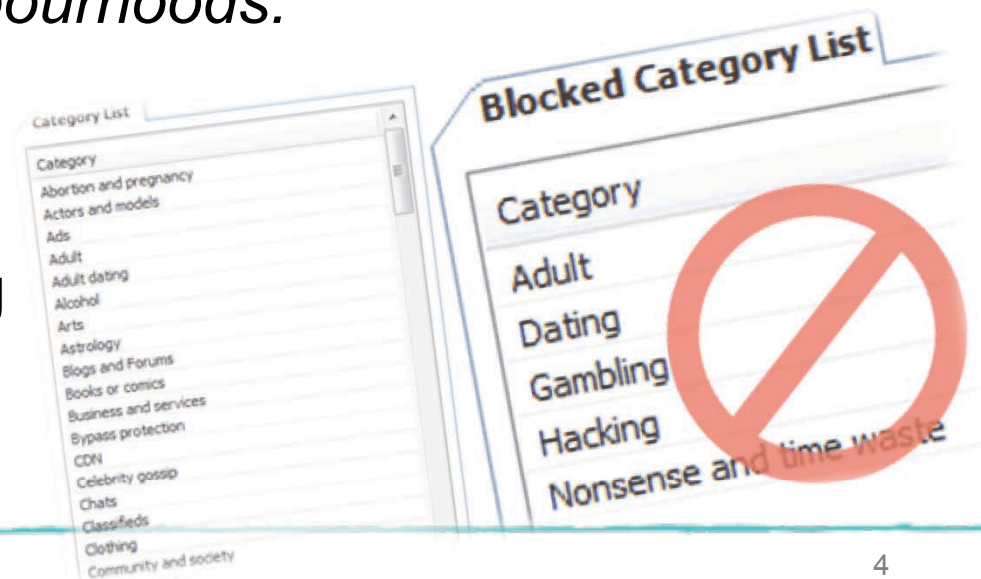 ourhoods.
Category List
Category
Abortion and pregnancy
Actors and models
Ads
Adult
Adult dating
Alcohol
Arts
Astrology
Blogs and Forums
Books or comics
Business and services
Bypass protection
CDN
Celebrity gossip
Chats
Classifieds
Clothing
Community and society
Blocked Category List
Category
Adult
Dating
Gambling
Hacking
Nonsense and time waste
g
4